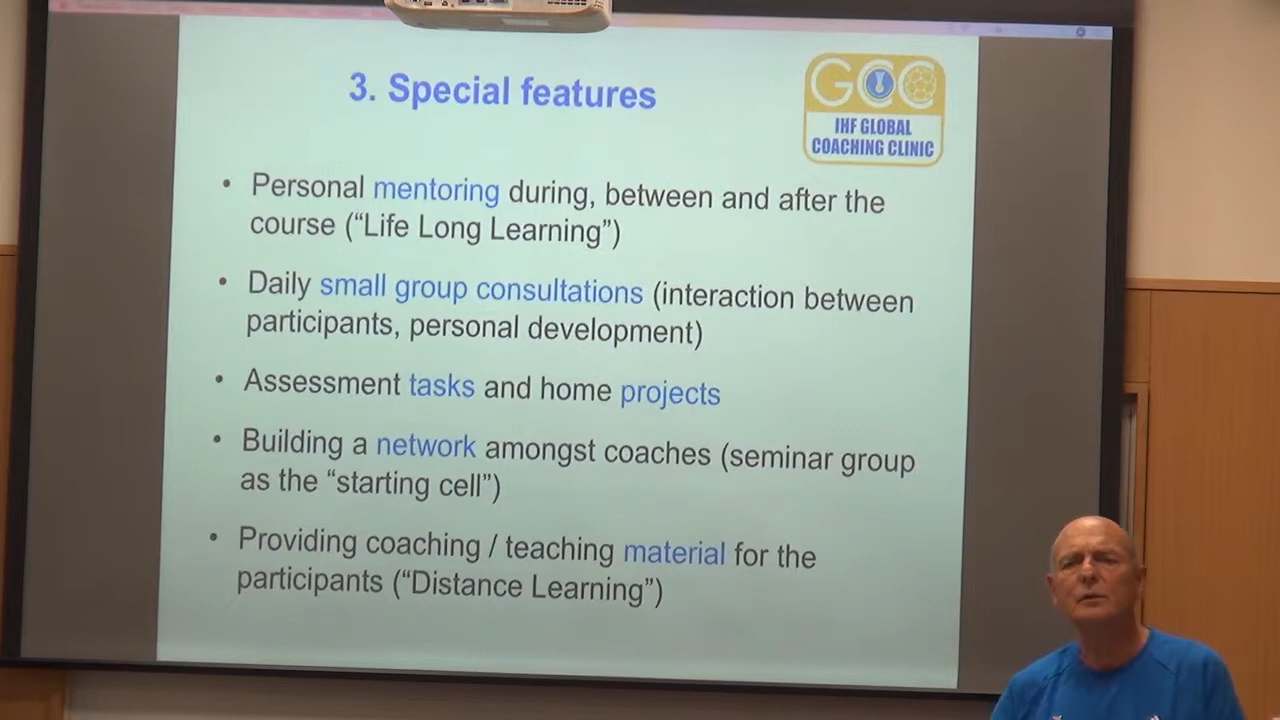 3. Special features
GCC
IHF GLOBAL
COACHING CLINIC
• Personal mentoring during, between and after the
course (“Life Long Learning”)
• Daily small group consultations (interaction between
participants, personal development)
• Assessment tasks and home projects
• Building a network amongst coaches (seminar group
as the “starting cell”)
• Providing coaching / teaching material for the
participants (“Distance Learning”)